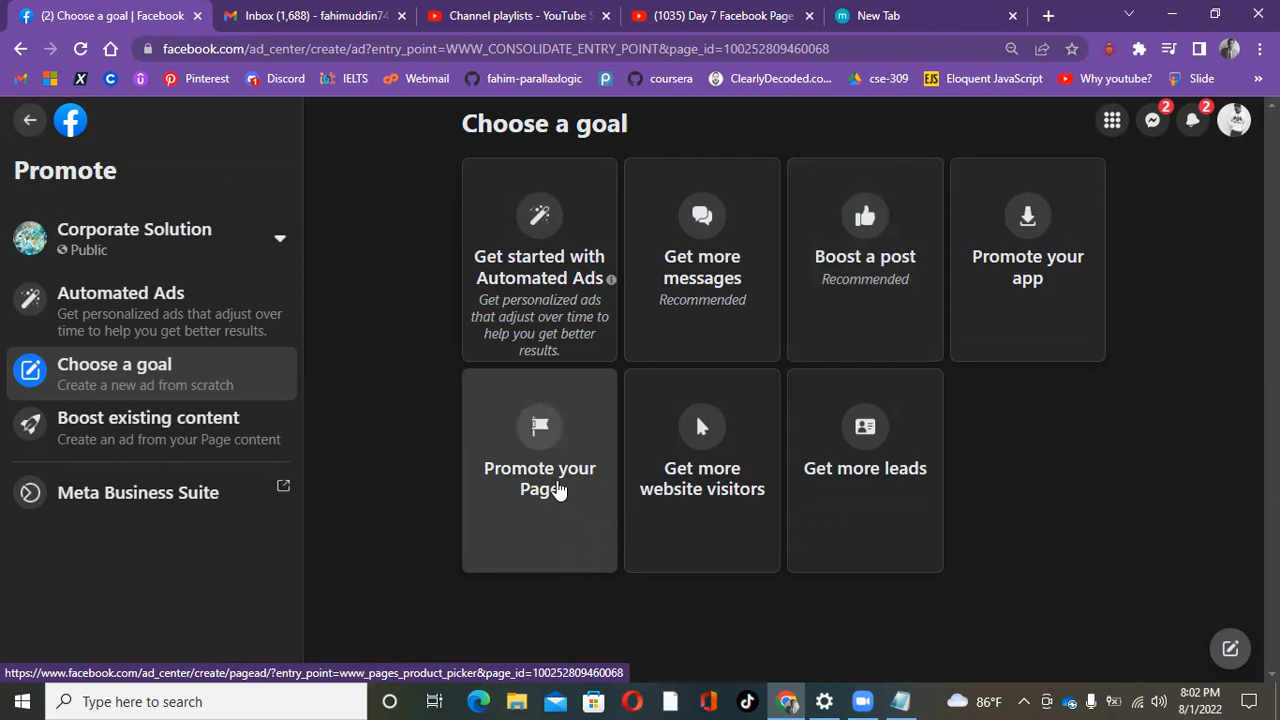 (2) Choose a goal | Facebook
Inbox (1,688) - fahimuddin74
Channel playlists - YouTube S
(1035) Day 7 Facebook Page
New Tab
facebook.com/ad_center/create/ad?entry_point=WWW_CONSOLIDATE_ENTRY_POINT&page_id=100252809460068
Pinterest
Discord
IELTS
Webmail
fahim-parallaxlogic
coursera
ClearlyDecoded.co...
cse-309
Eloquent JavaScript
Why youtube?
Slide
»
Promote
Corporate Solution
Public
Automated Ads
Get personalized ads that adjust over
time to help you get better results.
Choose a goal
Create a new ad from scratch
Boost existing content
Create an ad from your Page content
Meta Business Suite
Choose a goal
2
2
Get started with
Automated Ads
Get personalized ads
that adjust over time to
help you get better
results.
Get more
messages
Recommended
Boost a post
Recommended
Promote your
app
Promote your
Page
Get more
website visitors
Get more leads
https://www.facebook.com/ad_center/create/pagead/?entry_point=www_pages_product_picker&page_id=100252809460068
Type here to search
86°F
8:02 PM
8/1/2022